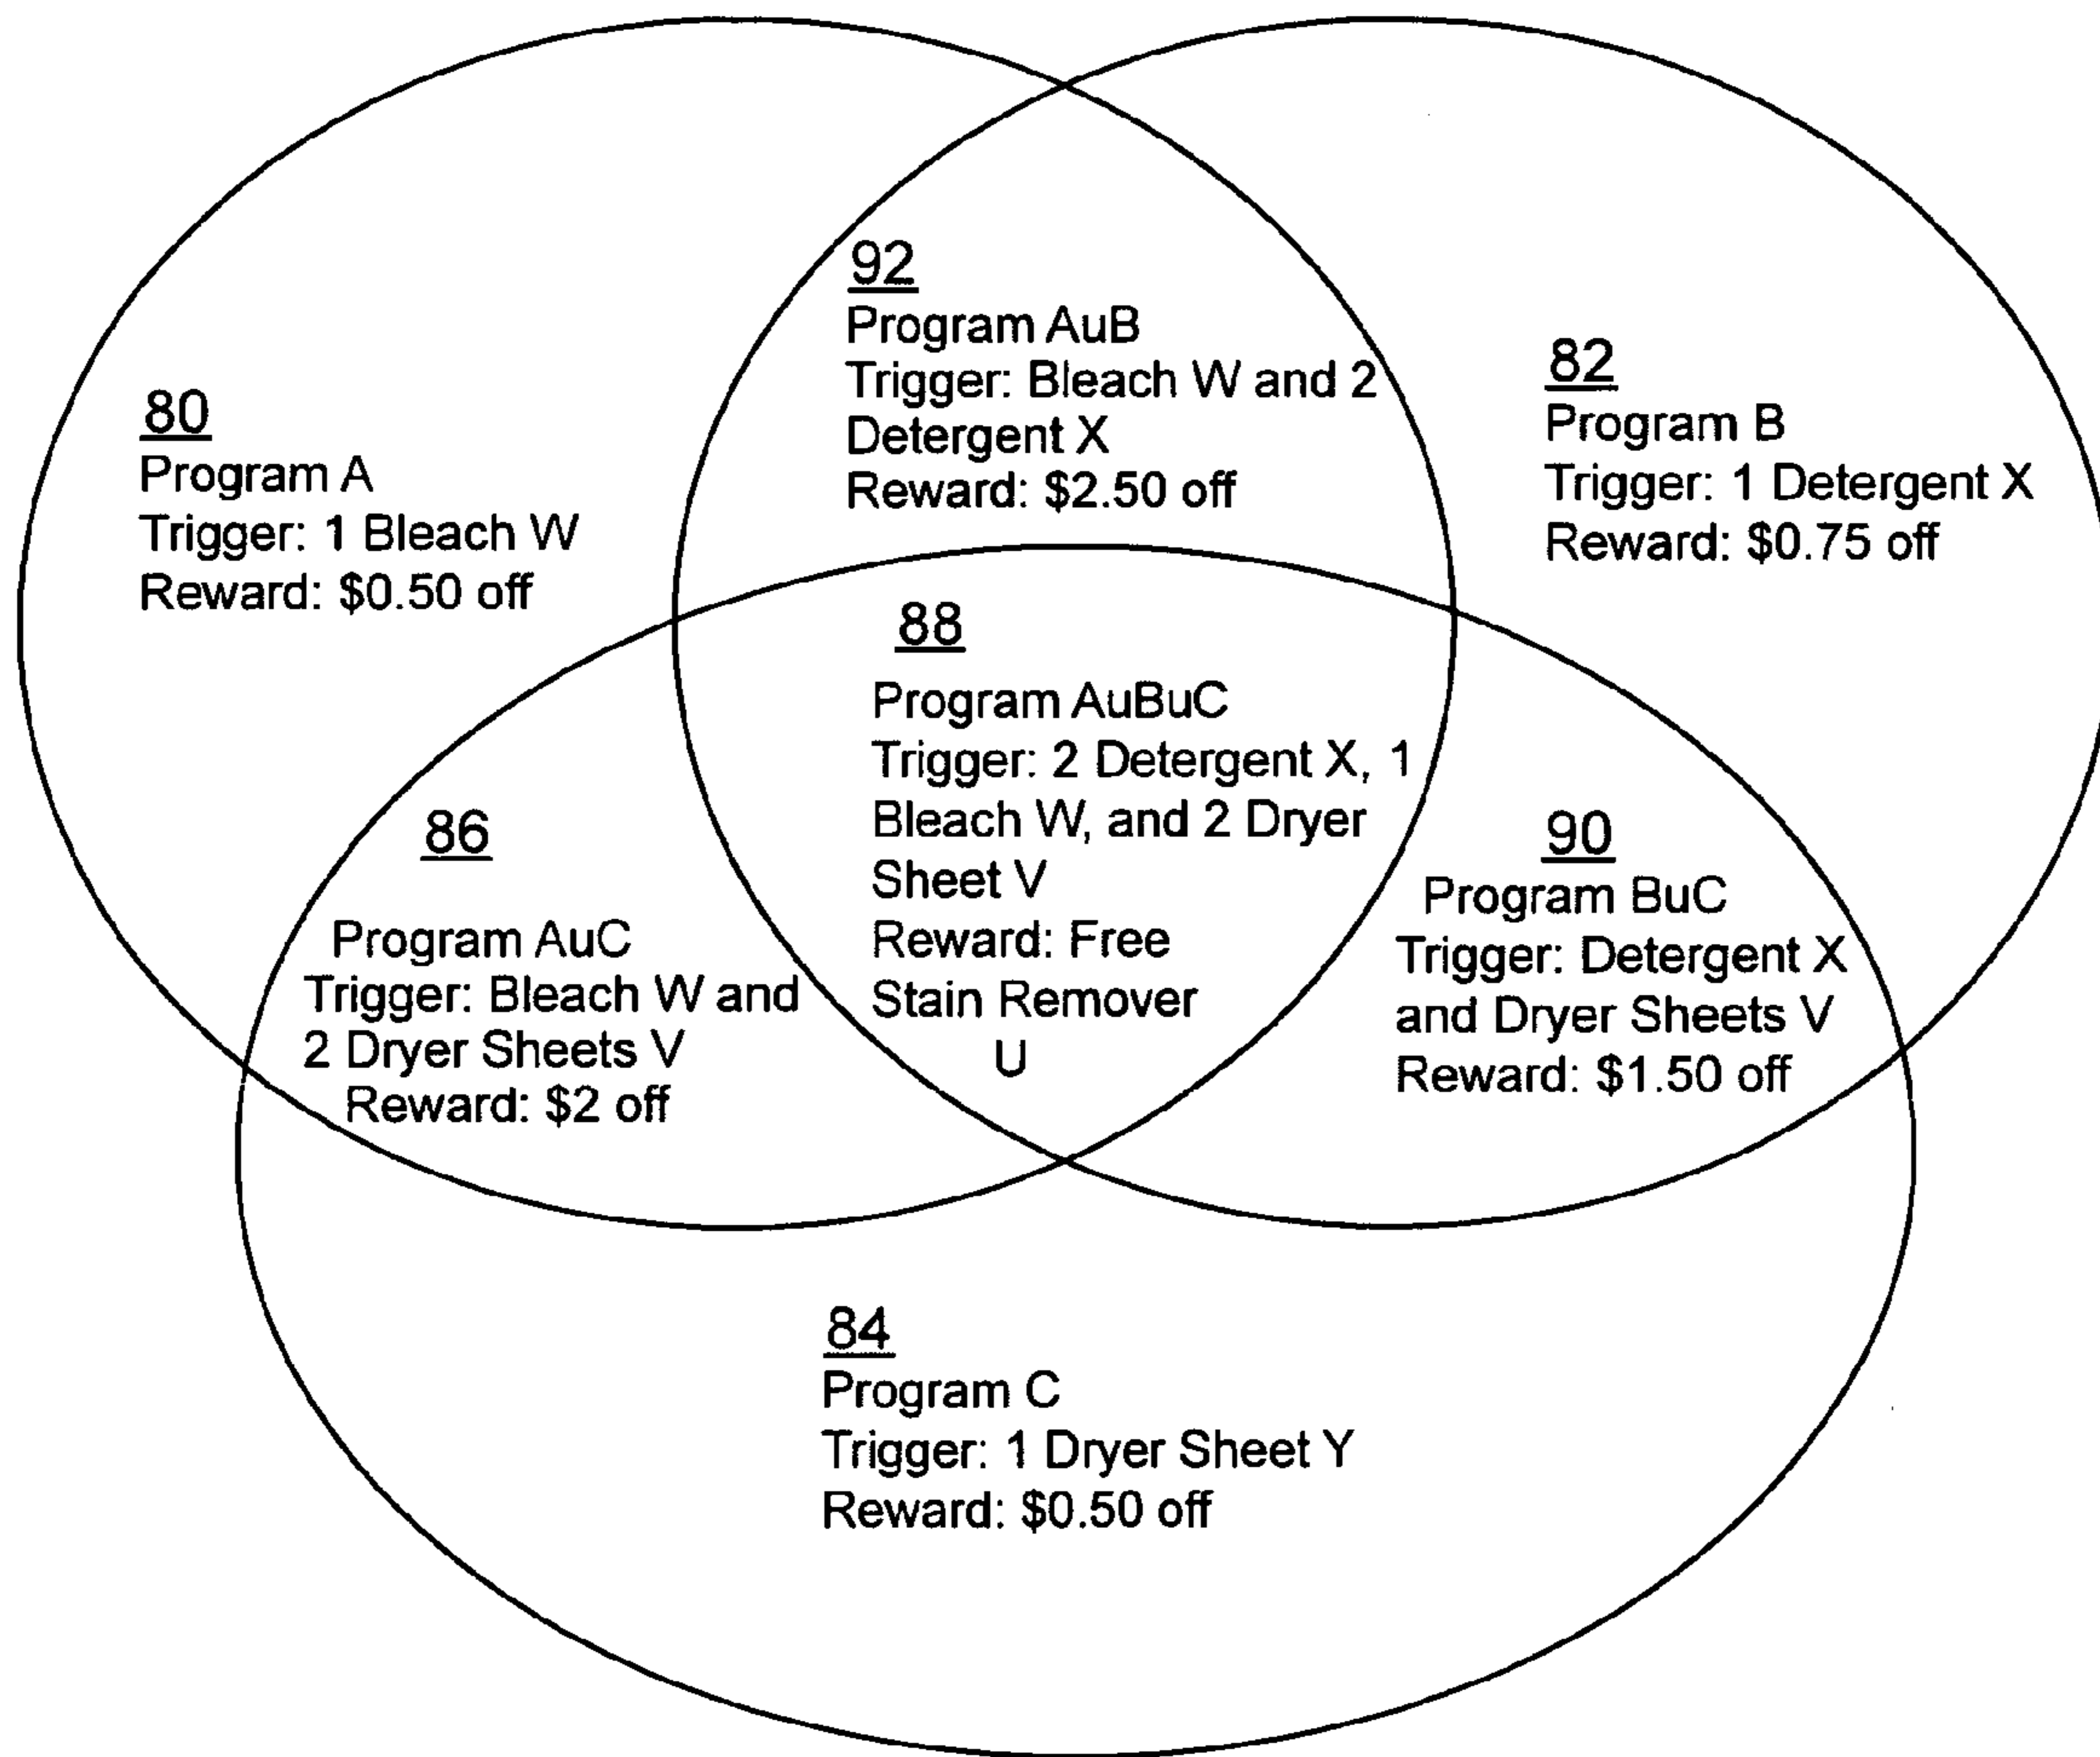 92
Program AuB
Trigger: Bleach W and 2
Detergent X
Reward: $2.50 off
82
Program B
Trigger: 1 Detergent X
Reward: $0.75 off
80
Program A
Trigger: 1 Bleach W
Reward: $0.50 off
88
Program AuBuC
Trigger: 2 Detergent X, 1
Bleach W, and 2 Dryer
Sheet V
Reward: Free
Stain Remover
U
86
Program AuC
Trigger: Bleach W and
2 Dryer Sheets V
Reward: $2 off
90
Program BuC
Trigger: Detergent X
and Dryer Sheets V
Reward: $1.50 off
84
Program C
Trigger: 1 Dryer Sheet Y
Reward: $0.50 off